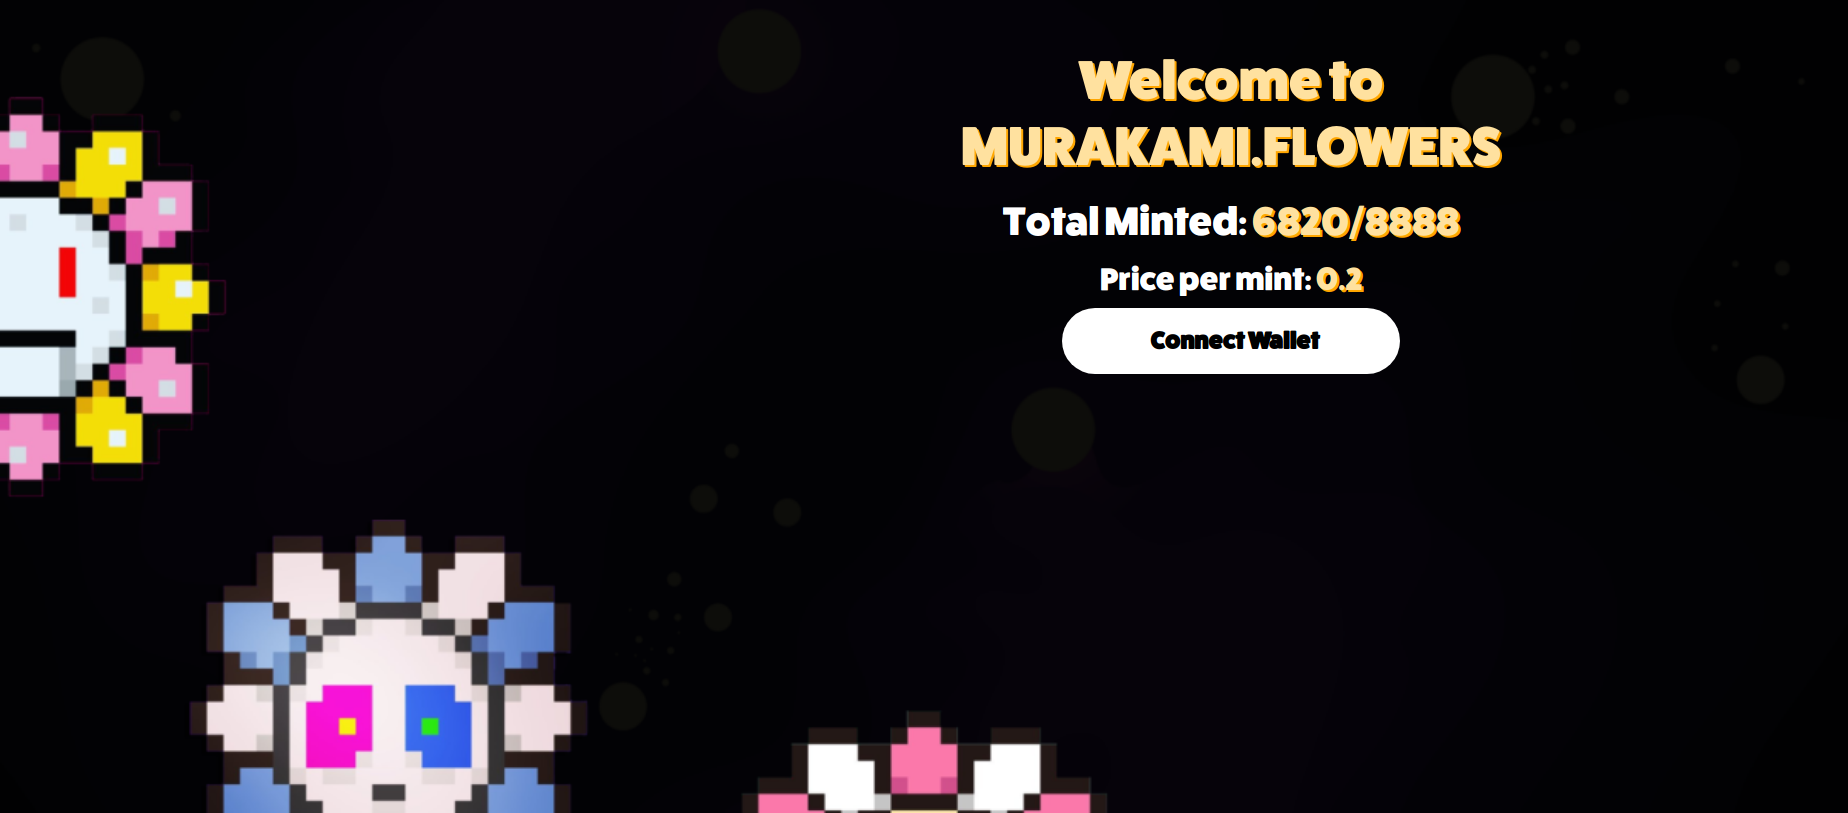 Welcome to
MURAKAMI.FLOWERS
Total Minted: 6820/8888
Price per mint: 0.2
Connect Wallet